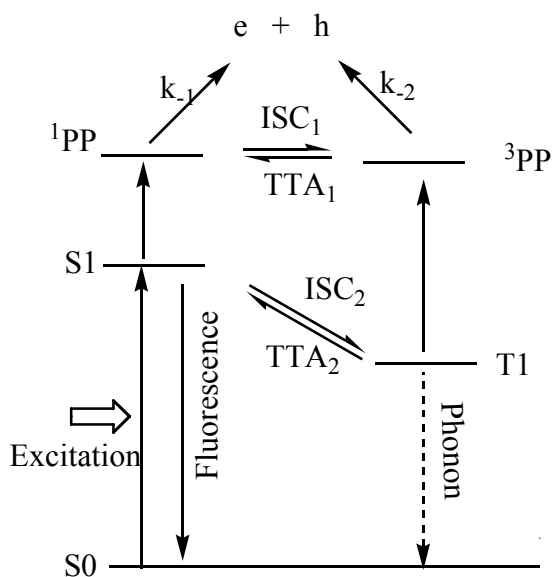 e + h
k-1
k-2
ISC1
1PP
3PP
TTA1
S1
ISC2
TTA2
T1
Fluorescence
Phonon
Excitation
S0